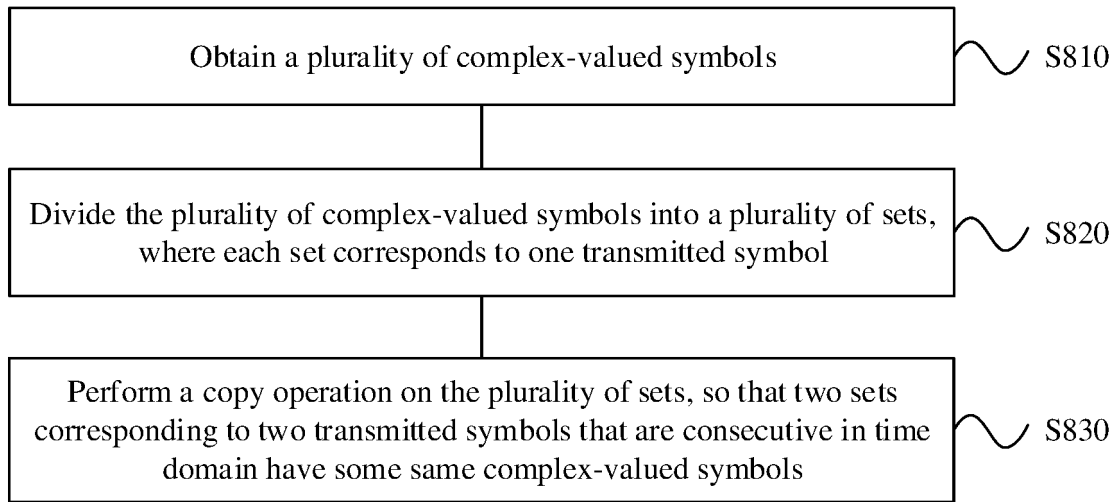 Obtain a plurality of complex-valued symbols
S810
Divide the plurality of complex-valued symbols into a plurality of sets,
where each set corresponds to one transmitted symbol
S820
Perform a copy operation on the plurality of sets, so that two sets
corresponding to two transmitted symbols that are consecutive in time
domain have some same complex-valued symbols
S830